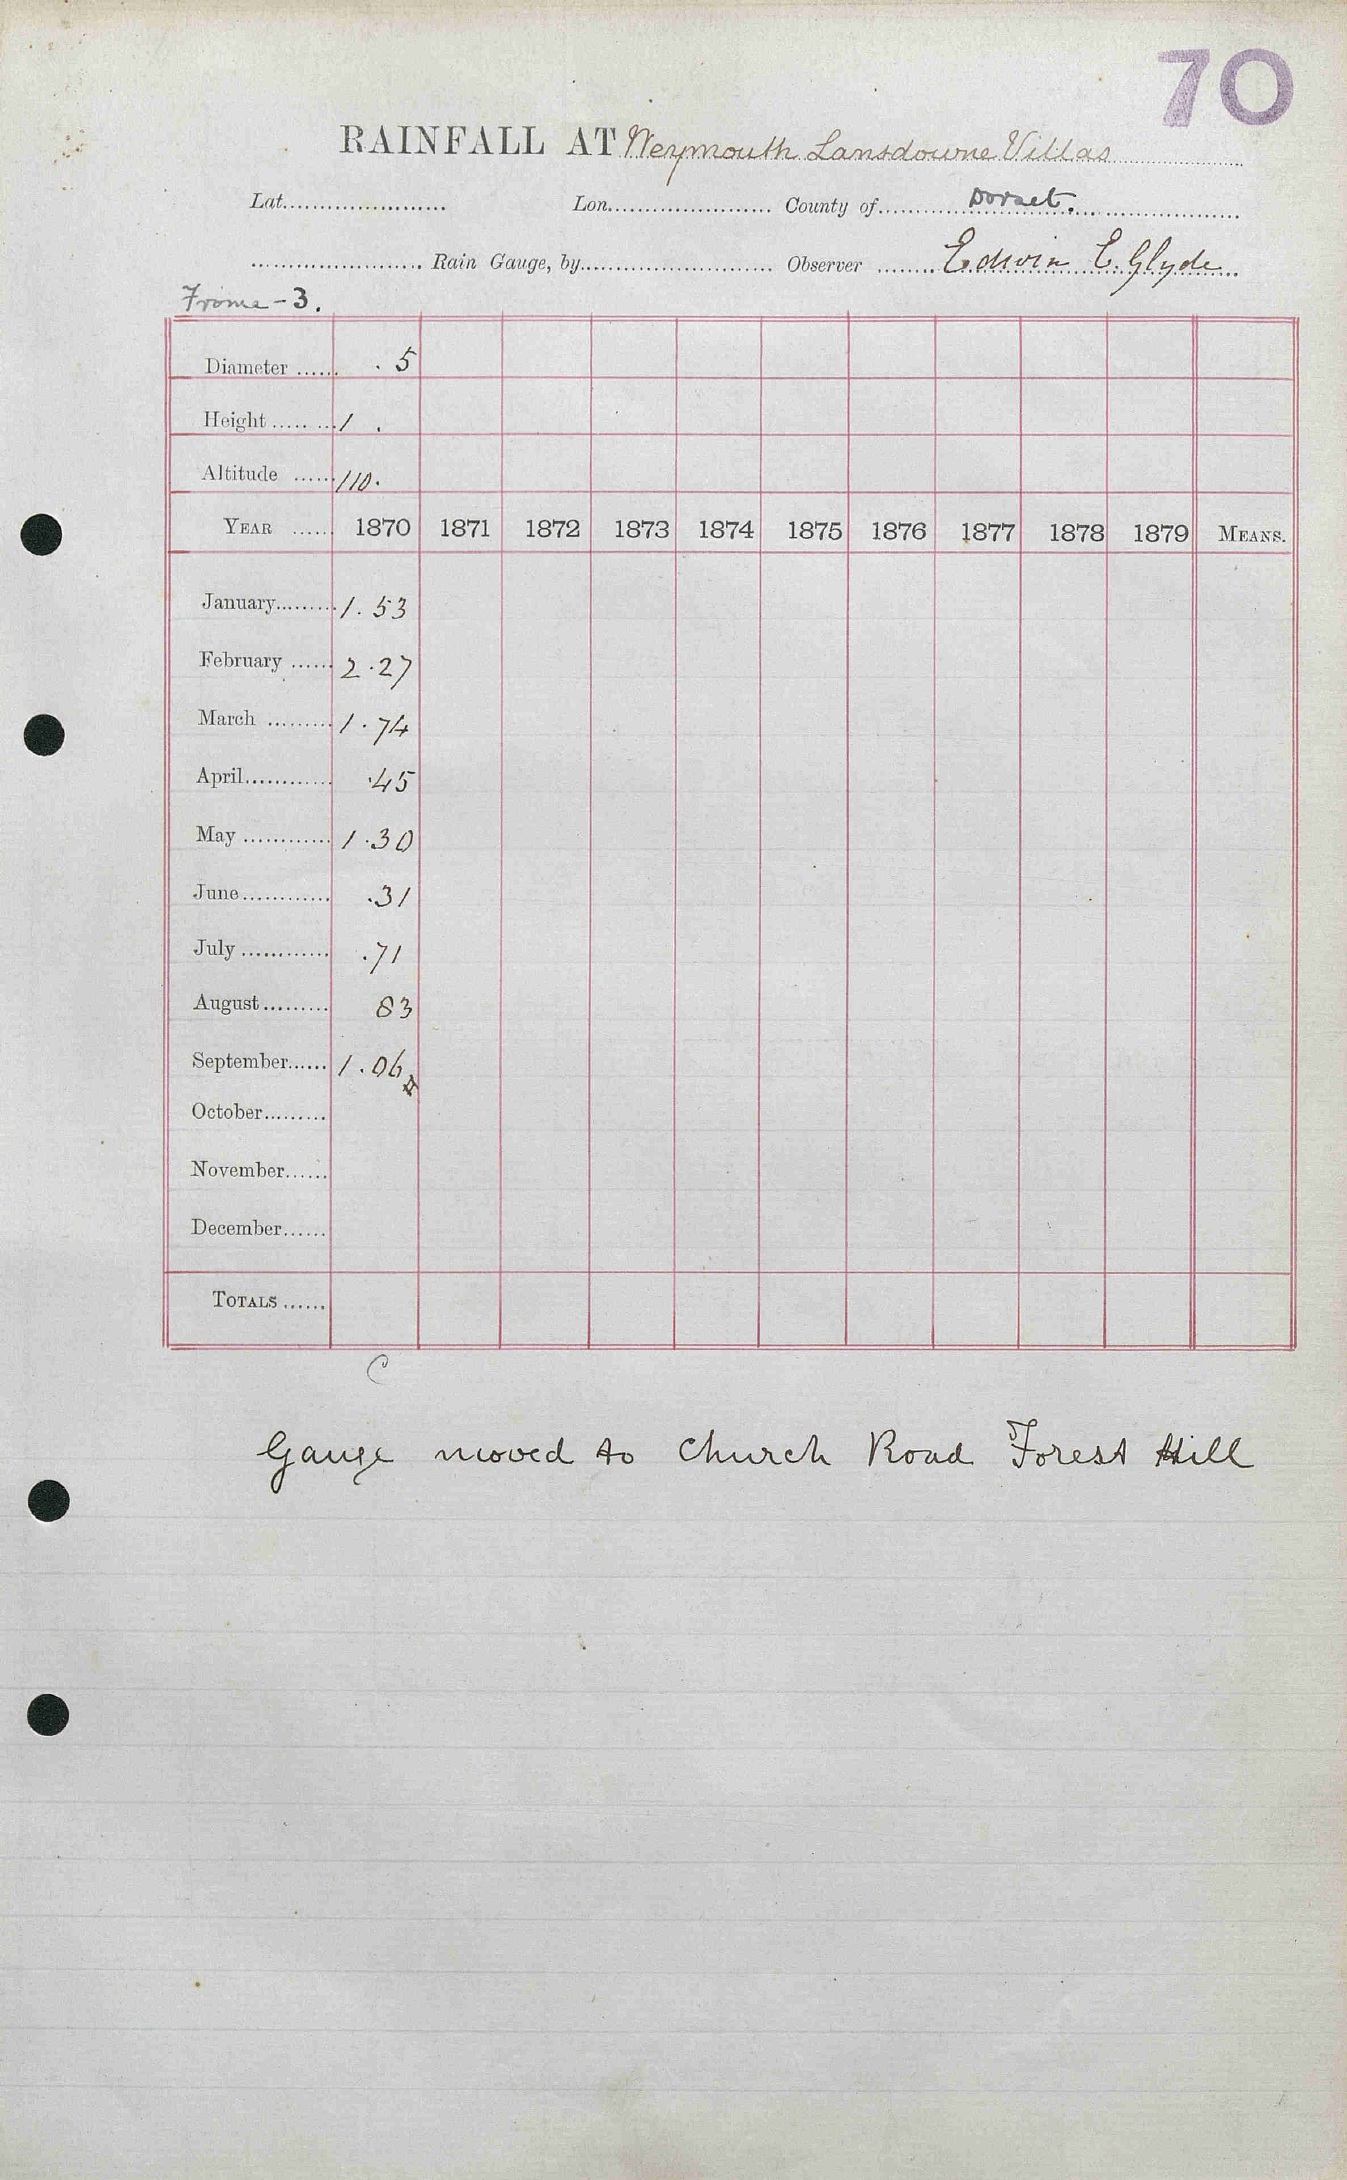 70
RAINFALL AT Weymouth Lansdowne Villas
Lat. Lon. County of Dorset.
Rain Gauge, by Observer Edwin E. Glyde
Frome - 3.
Diameter . 5
Height 1 .
Altitude 110.
YEAR 1870 1871 1872 1873 1874 1875 1876 1877 1878 1879 MEANS.
January 1.53
February 2.27
March 1.74
April .45
May 1.30
June .31
July .71
August 83
September 1.06
October
November
December
TOTALS
C
Gauge moved to Church Road Forest Hill